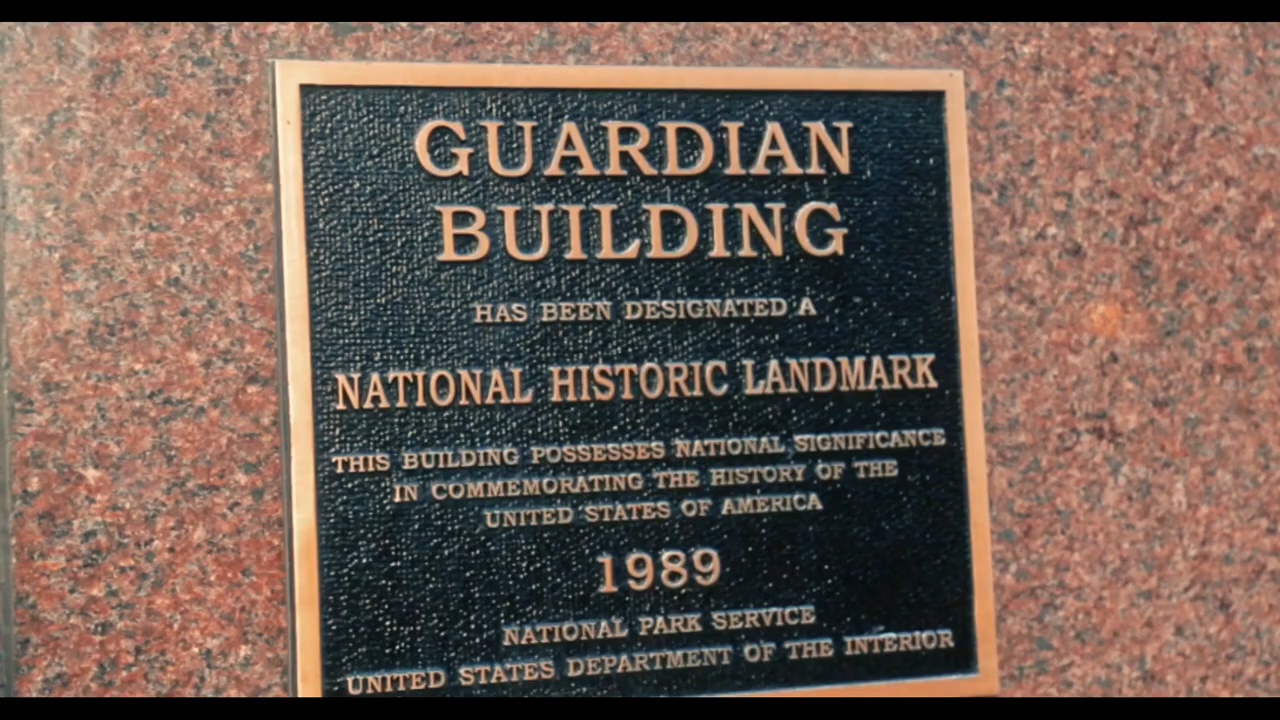 GUARDIAN
BUILDING
HAS BEEN DESIGNATED A
NATIONAL HISTORIC LANDMARK
THIS BUILDING POSSESSES NATIONAL SIGNIFICANCE
IN COMMEMORATING THE HISTORY OF THE
UNITED STATES OF AMERICA
1989
NATIONAL PARK SERVICE
UNITED STATES DEPARTMENT OF THE INTERIOR